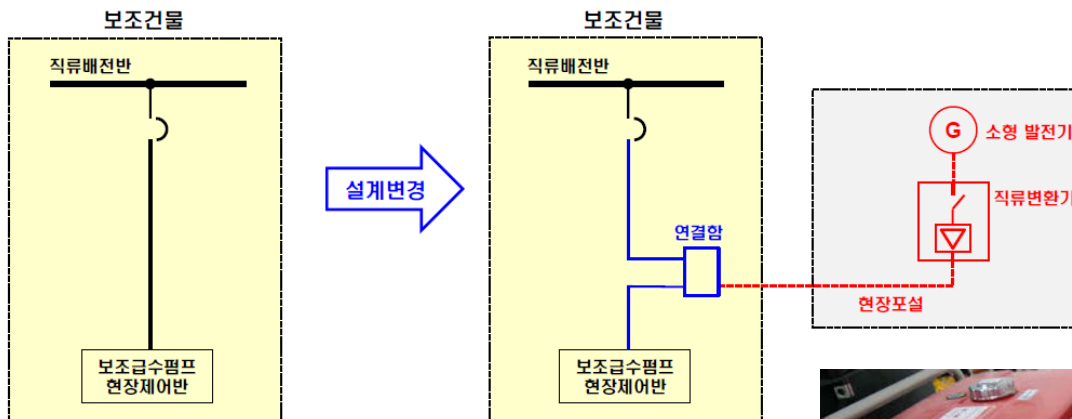 보조건물
직류배전반
보조급수펌프
현장제어반
설계변경
보조건물
직류배전반
연결함
보조급수펌프
현장제어반
G
소형 발전기
직류변환기
현장포설